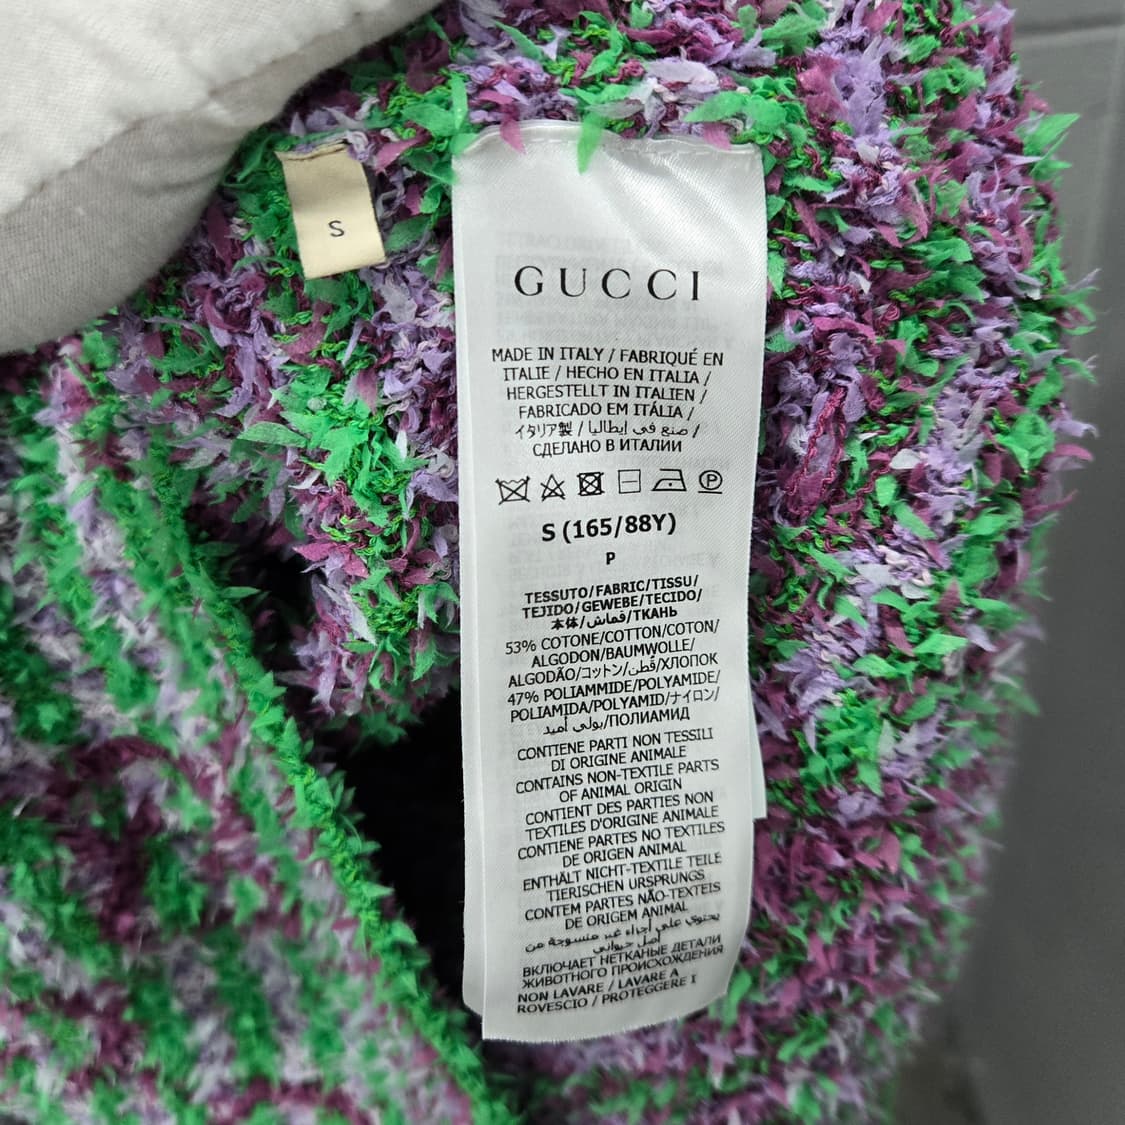 S
GUCCI
MADE IN ITALY / FABRIQUÉ EN
ITALIE / HECHO EN ITALIA /
HERGESTELLT IN ITALIEN /
FABRICADO EM ITÁLIA /
イタリア製 / صنع في إيطاليا /
СДЕЛАНО В ИТАЛИИ
P
S (165/88Y)
P
TESSUTO/FABRIC/TISSU/
TEJIDO/GEWEBE/TECIDO/
本体/قماش/ТКАНЬ
53% COTONE/COTTON/COTON/
ALGODON/BAUMWOLLE/
ALGODÃO/コットン/قطن/ХЛОПОК
47% POLIAMMIDE/POLYAMIDE/
POLIAMIDA/POLYAMID/ナイロン/
بولي أميد/ПОЛИАМИД
CONTIENE PARTI NON TESSILI
DI ORIGINE ANIMALE
CONTAINS NON-TEXTILE PARTS
OF ANIMAL ORIGIN
CONTIENT DES PARTIES NON
TEXTILES D'ORIGINE ANIMALE
CONTIENE PARTES NO TEXTILES
DE ORIGEN ANIMAL
ENTHÄLT NICHT-TEXTILE TEILE
TIERISCHEN URSPRUNGS
CONTEM PARTES NÃO-TEXTEIS
DE ORIGEM ANIMAL
يحتوي على أجزاء غير منسوجة من
أصل حيواني
ВКЛЮЧАЕТ НЕТКАНЫЕ ДЕТАЛИ
ЖИВОТНОГО ПРОИСХОЖДЕНИЯ
NON LAVARE / LAVARE A
ROVESCIO / PROTEGGERE I